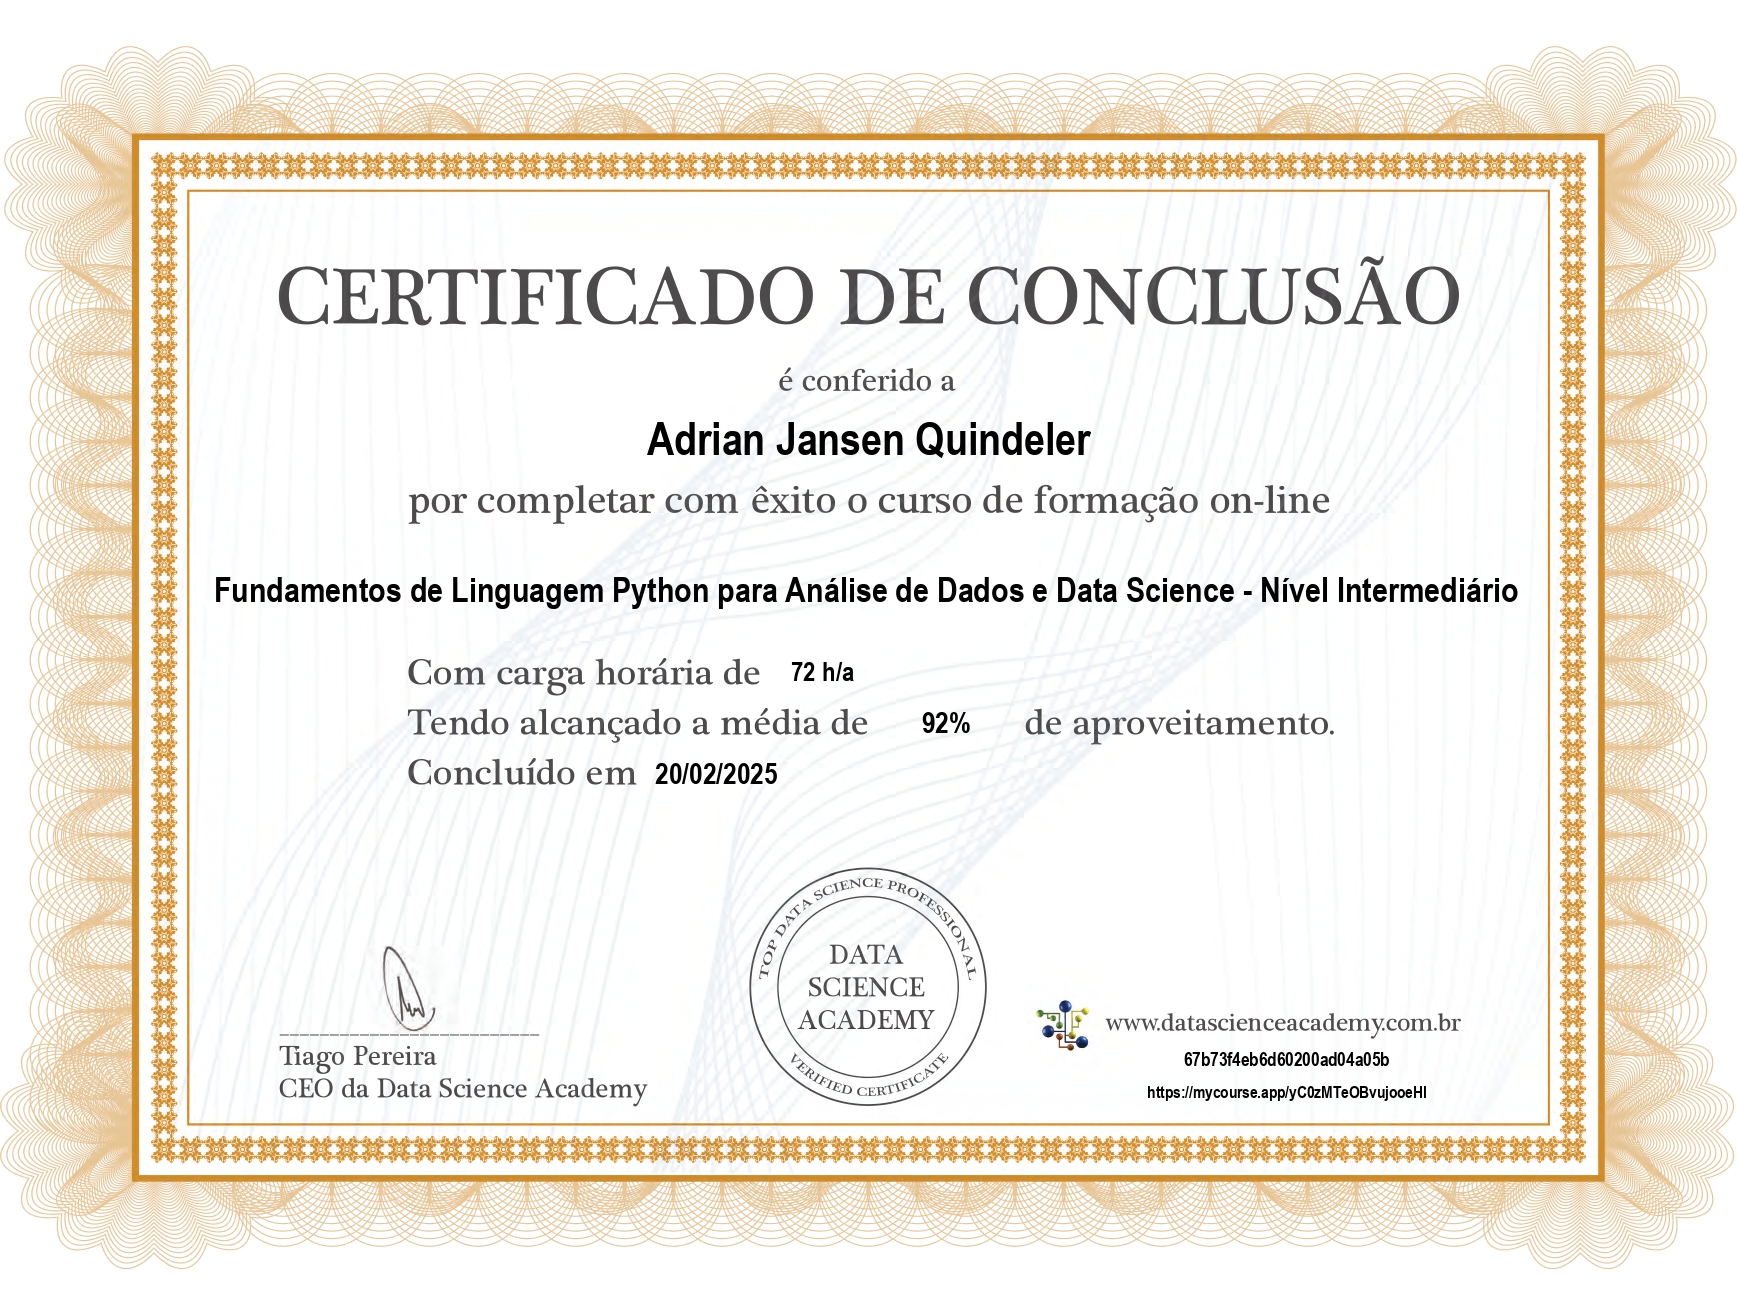 CERTIFICADO DE CONCLUSÃO
é conferido a
Adrian Jansen Quindeler
por completar com êxito o curso de formação on-line
Fundamentos de Linguagem Python para Análise de Dados e Data Science - Nível Intermediário
Com carga horária de 72 h/a
Tendo alcançado a média de 92% de aproveitamento.
Concluído em 20/02/2025
TOP DATA SCIENCE PROFESSIONAL
DATA
SCIENCE
ACADEMY
VERIFIED CERTIFICATE
Tiago Pereira
CEO da Data Science Academy
www.datascienceacademy.com.br
67b73f4eb6d60200ad04a05b
https://mycourse.app/yC0zMTeOBvujooeHI